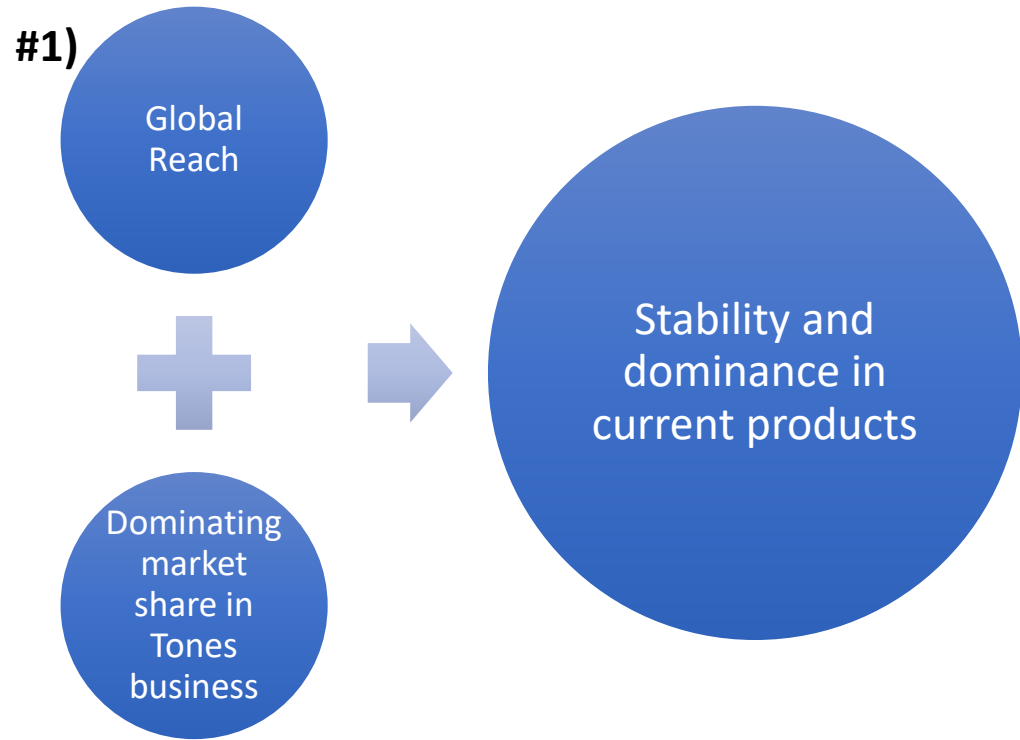 #1)
Global
Reach
Dominating
market
share in
Tones
business
Stability and
dominance in
current products